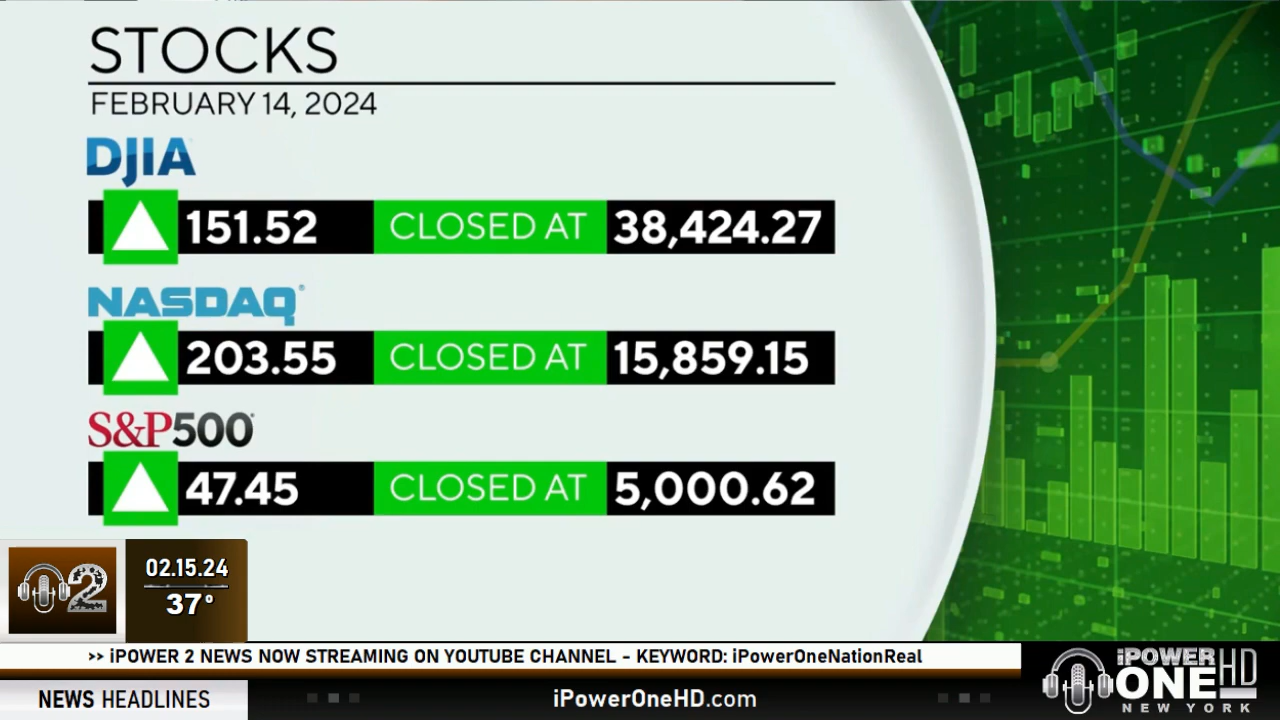 STOCKS
FEBRUARY 14, 2024
DJIA
151.52 CLOSED AT 38,424.27
NASDAQ®
203.55 CLOSED AT 15,859.15
S&P500®
47.45 CLOSED AT 5,000.62
2
02.15.24
37°
>> iPOWER 2 NEWS NOW STREAMING ON YOUTUBE CHANNEL - KEYWORD: iPowerOneNationReal
NEWS HEADLINES
iPowerOneHD.com
iPOWER
ONE HD
NEW YORK